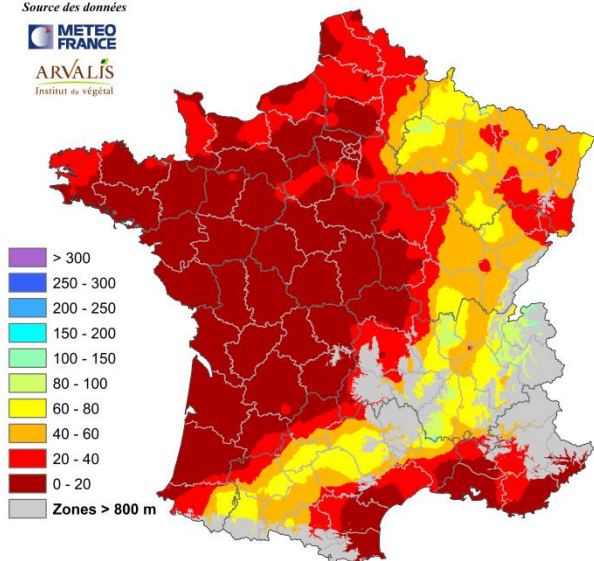 Source des données
METEO
FRANCE
ARVALIS
Institut du végétal
> 300
250 - 300
200 - 250
150 - 200
100 - 150
80 - 100
60 - 80
40 - 60
20 - 40
0 - 20
Zones > 800 m